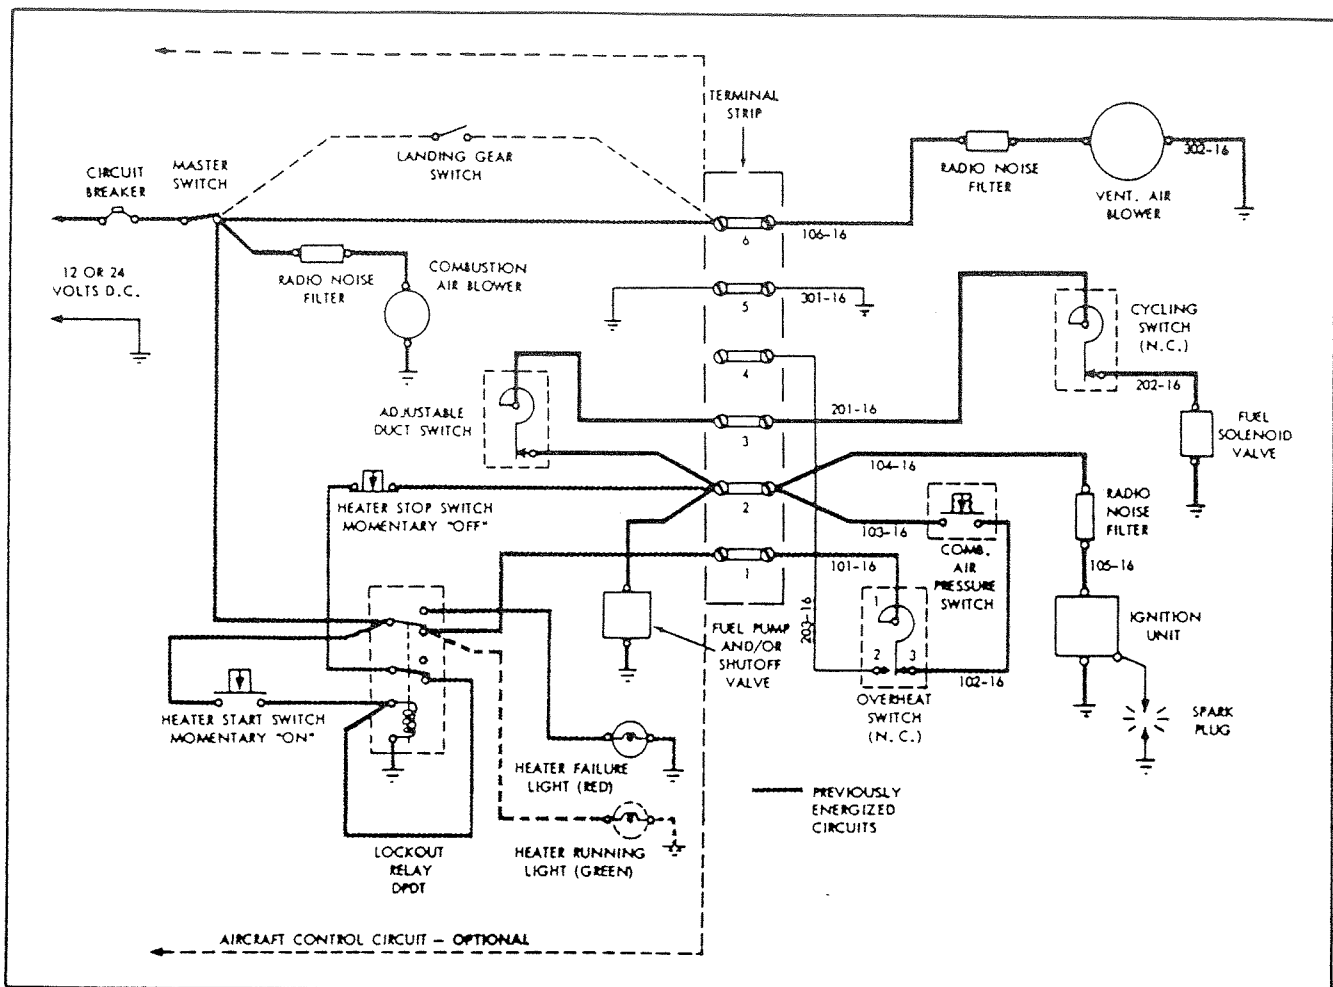 TERMINAL
STRIP
LANDING GEAR
SWITCH
CIRCUIT
BREAKER
MASTER
SWITCH
RADIO NOISE
FILTER
VENT. AIR
BLOWER
302-16
6
106-16
12 OR 24
VOLTS D.C.
RADIO NOISE
FILTER
COMBUSTION
AIR BLOWER
5
301-16
CYCLING
SWITCH
(N.C.)
202-16
4
ADJUSTABLE
DUCT SWITCH
3
201-16
FUEL
SOLENOID
VALVE
104-16
HEATER STOP SWITCH
MOMENTARY "OFF"
2
103-16
COMB.
AIR
PRESSURE
SWITCH
RADIO
NOISE
FILTER
105-16
1
101-16
203-16
FUEL PUMP
AND/OR
SHUTOFF
VALVE
1
2
3
102-16
OVERHEAT
SWITCH
(N. C.)
IGNITION
UNIT
SPARK
PLUG
HEATER START SWITCH
MOMENTARY "ON"
HEATER FAILURE
LIGHT (RED)
PREVIOUSLY
ENERGIZED
CIRCUITS
LOCKOUT
RELAY
DPDT
HEATER RUNNING
LIGHT (GREEN)
AIRCRAFT CONTROL CIRCUIT — OPTIONAL